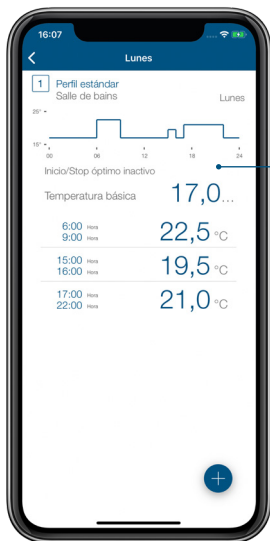 16:07
Lunes
1 Perfil estándar
Salle de bains Lunes
25°
15°
00 06 12 18 24
Inicio/Stop óptimo inactivo
Temperatura básica 17,0...
6:00 Hora
9:00 Hora 22,5 °C
15:00 Hora
16:00 Hora 19,5 °C
17:00 Hora
22:00 Hora 21,0 °C